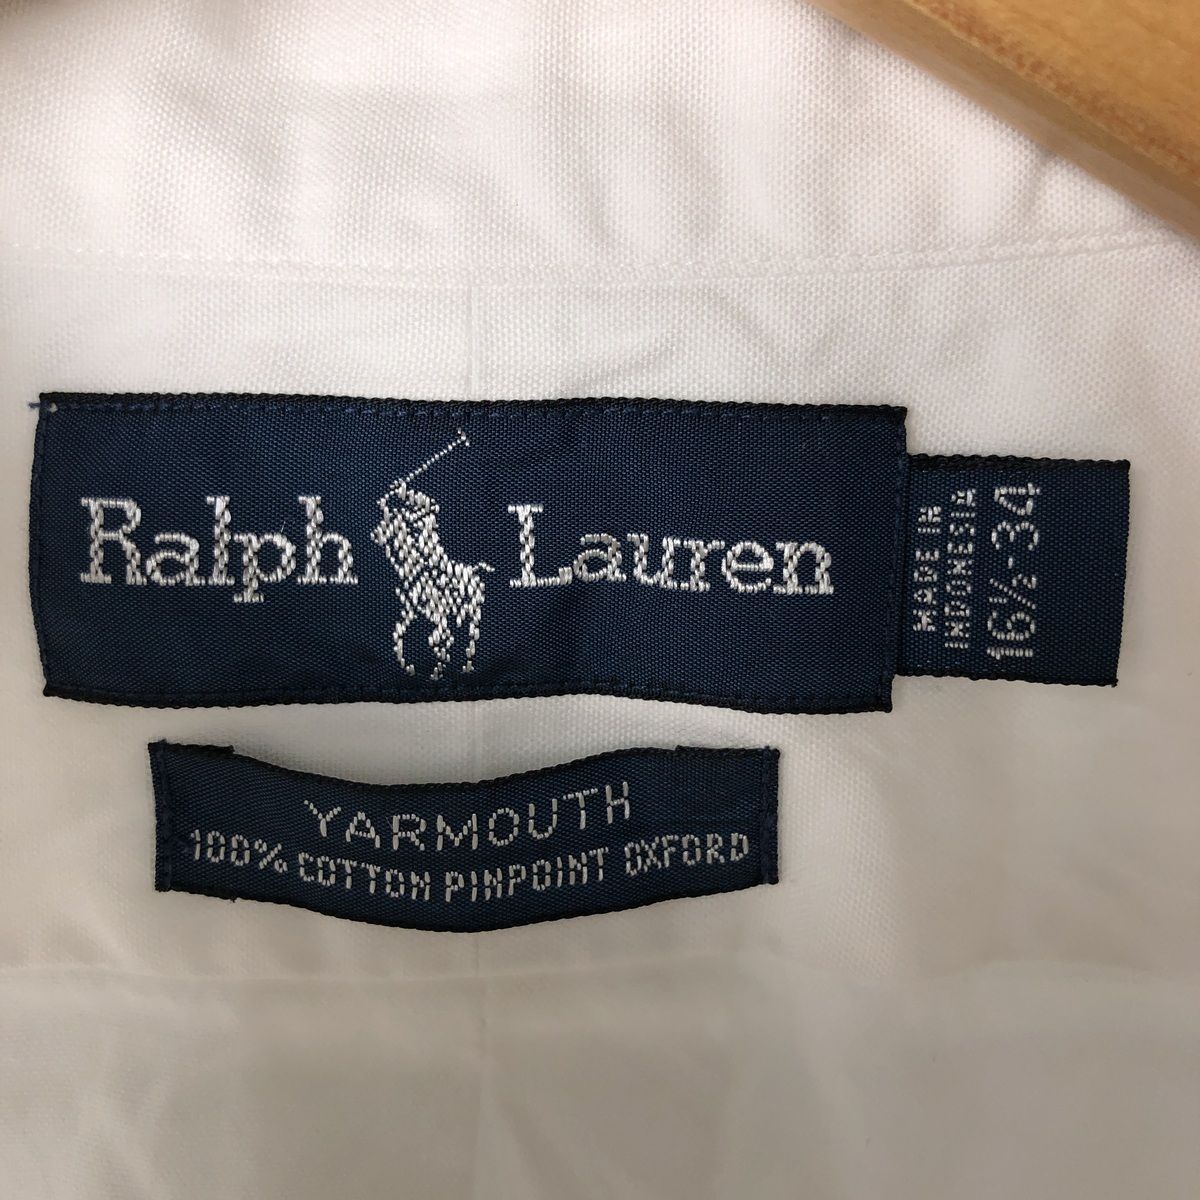 Ralph Lauren
MADE IN
INDONESIA
16½-34
YARMOUTH
100% COTTON PINPOINT OXFORD